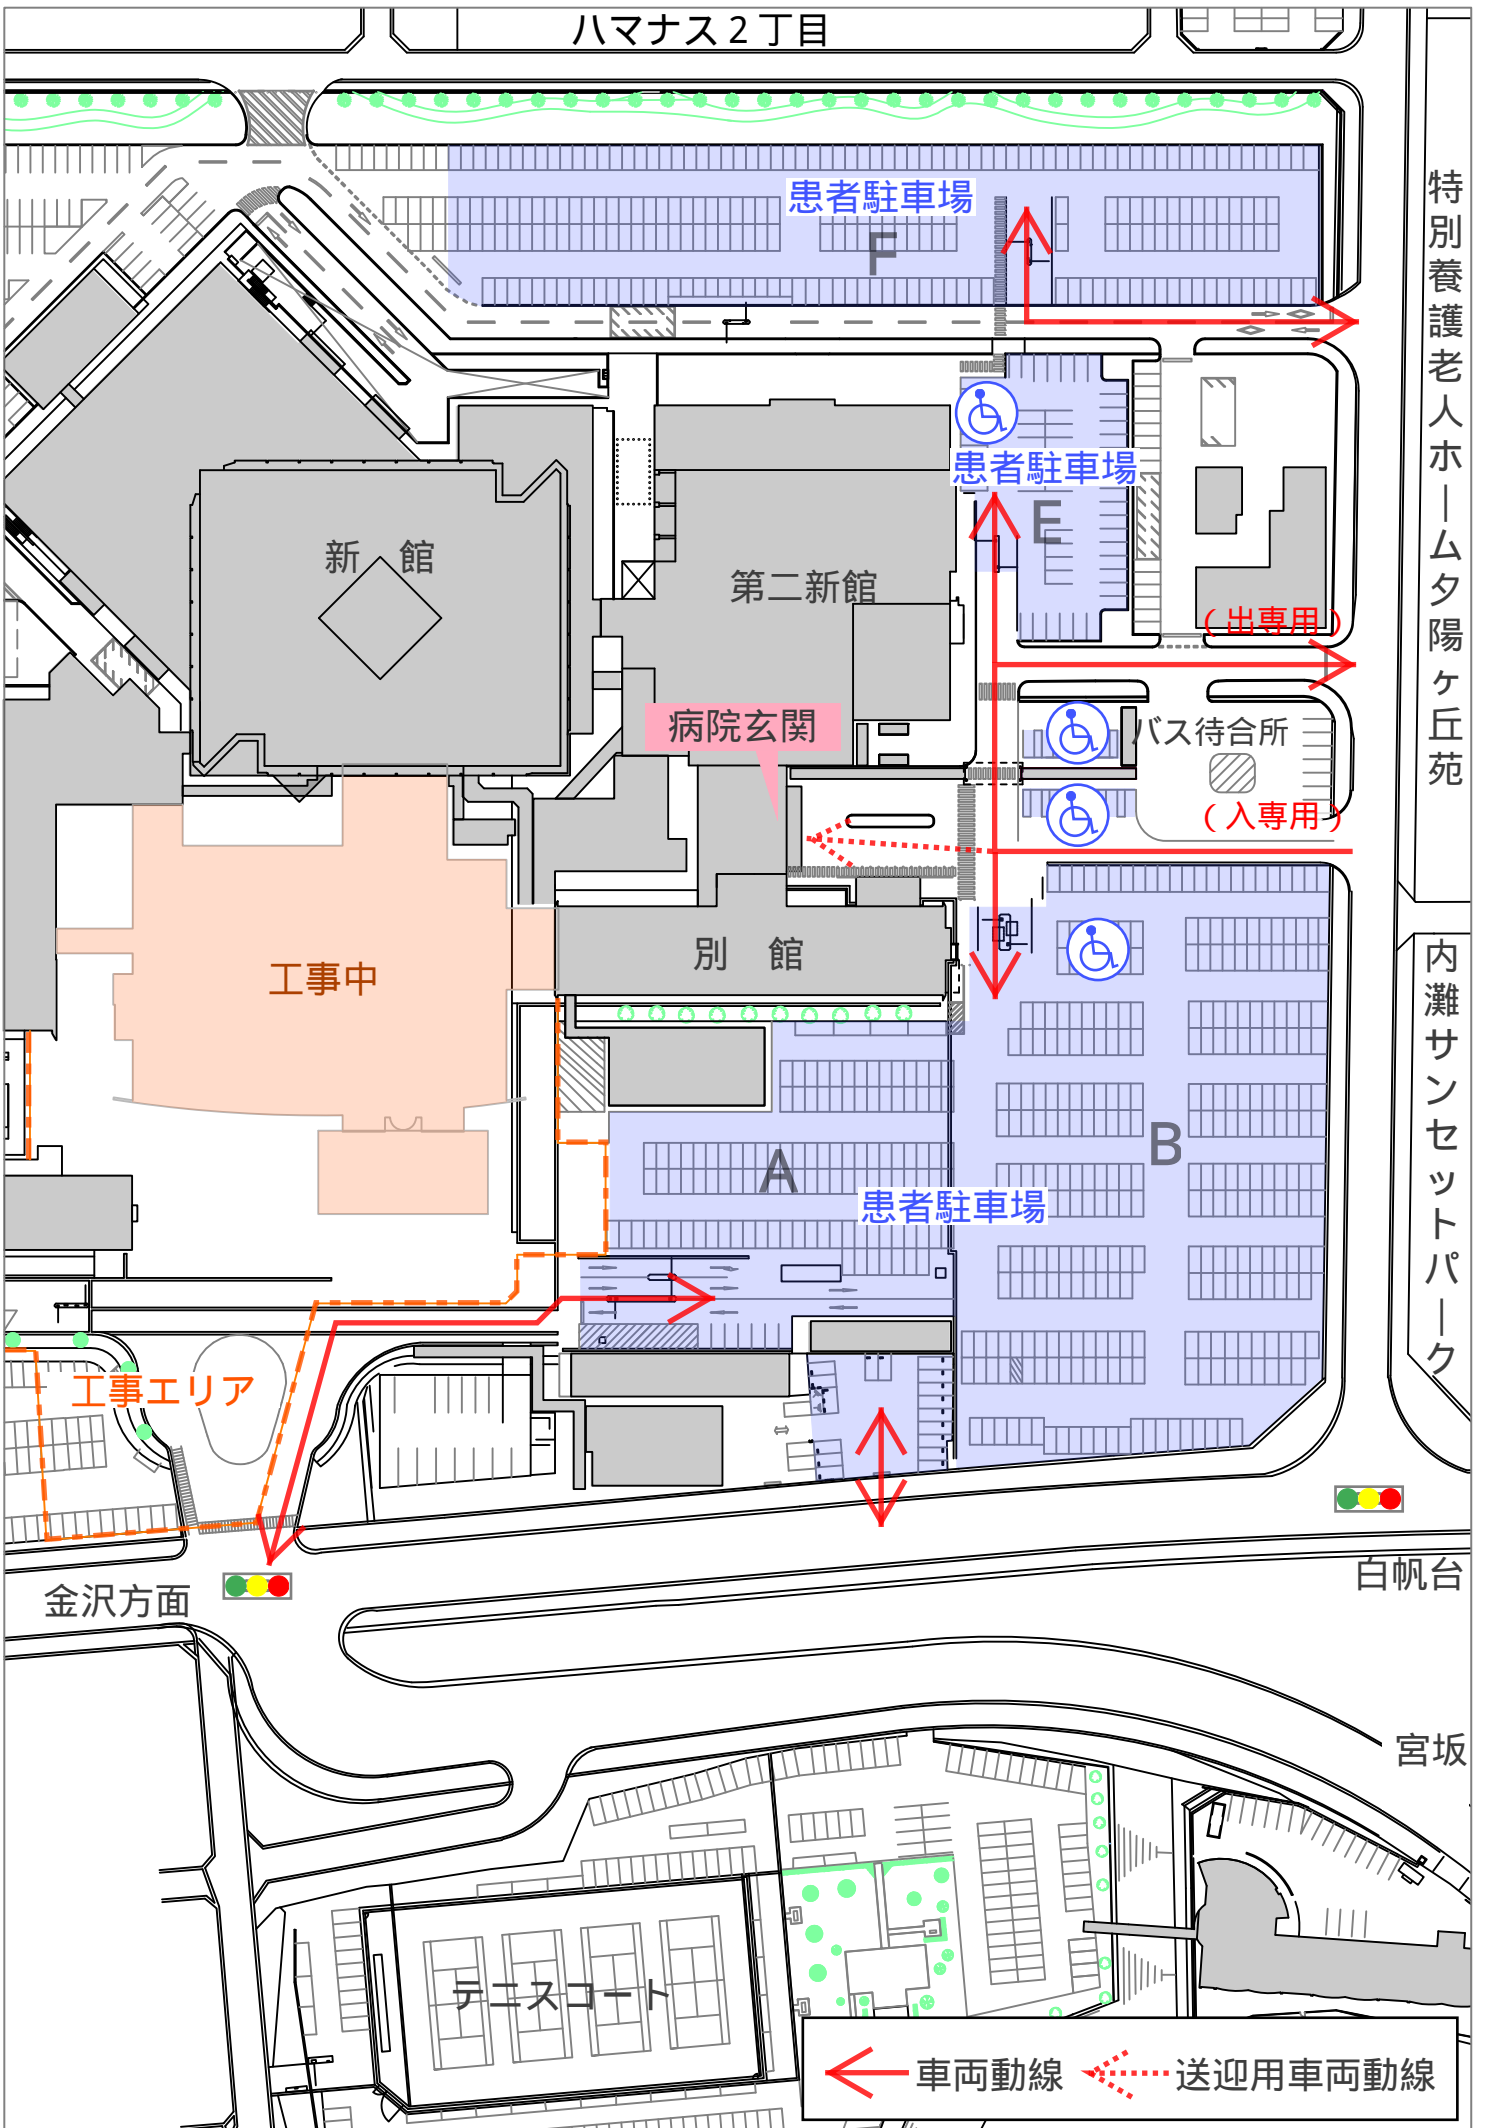 ハマナス２丁目
患者駐車場
F
特別養護老人ホーム夕陽ヶ丘苑
患者駐車場
E
新　館
第二新館
（出専用）
病院玄関
バス待合所
（入専用）
別　館
工事中
内灘サンセットパーク
B
A
患者駐車場
工事エリア
金沢方面
白帆台
宮坂
テニスコート
車両動線
送迎用車両動線